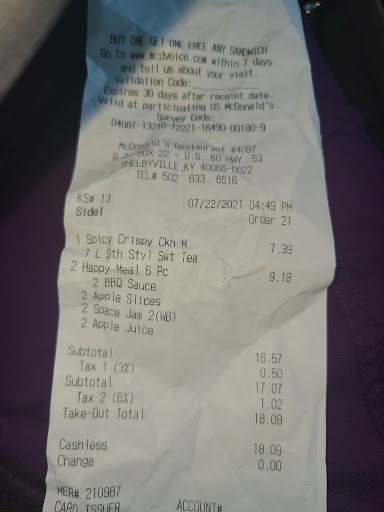 BUY ONE GET ONE FREE ANY SANDWICH
Go to www.mcdvoice.com within 7 days
and tell us about your visit.
Validation Code:
Expires 30 days after receipt date.
Valid at participating US McDonald's.
Survey Code:
04087-13210-72221-16490-00180-9
McDonald's Restaurant #4087
P.O. BOX 22 - U.S. 60 HWY 53
SHELBYVILLE,KY 40066-0022
TEL# 502 633 6516
KS# 13 07/22/2021 04:49 PM
Side1 Order 21
1 Spicy Crispy Ckn M 7.39
1 L Sth Styl Swt Tea
2 Happy Meal 6 Pc 9.18
2 BBQ Sauce
2 Apple Slices
2 Space Jam 2(WB)
2 Apple Juice
Subtotal 16.57
Tax 1 (3%) 0.50
Subtotal 17.07
Tax 2 (6%) 1.02
Take-Out Total 18.09
Cashless 18.09
Change 0.00
MER# 210987
CARD ISSUER ACCOUNT#